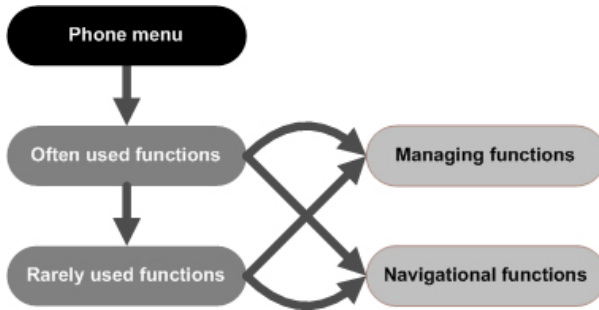 Phone menu
Often used functions
Managing functions
Rarely used functions
Navigational functions